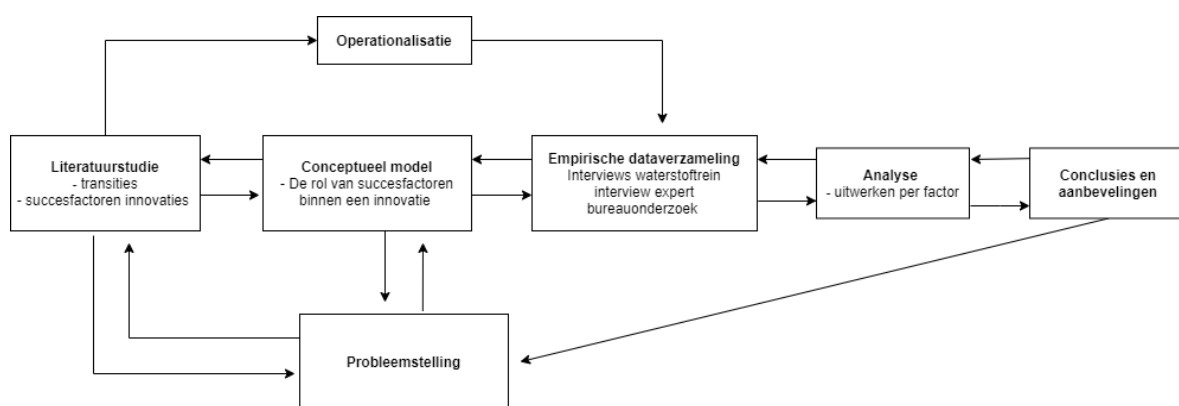 Operationalisatie
Literatuurstudie
- transities
- succesfactoren innovaties
Conceptueel model
- De rol van succesfactoren
binnen een innovatie
Empirische dataverzameling
Interviews waterstoftrein
interview expert
bureauonderzoek
Analyse
- uitwerken per factor
Conclusies en
aanbevelingen
Probleemstelling